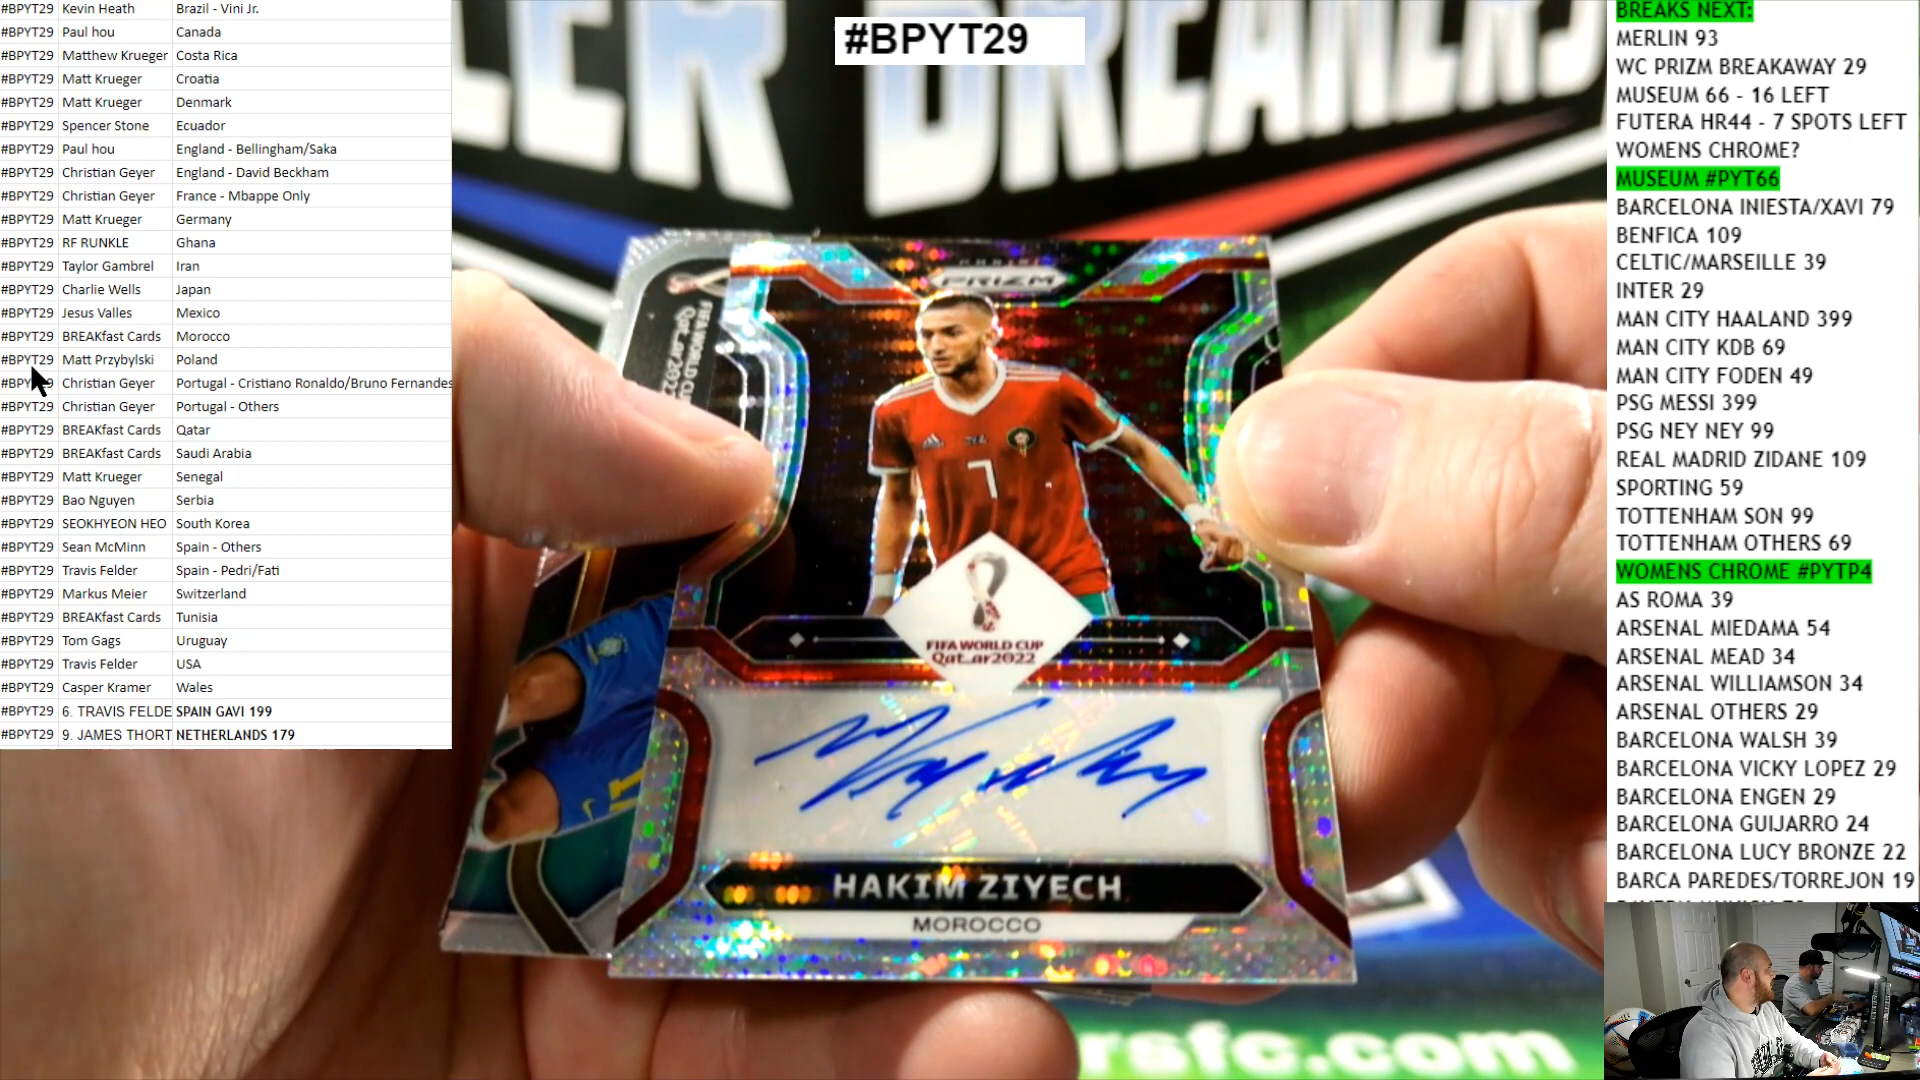 #BPYT29 Kevin Heath Brazil - Vini Jr.
#BPYT29 Paul hou Canada
#BPYT29 Matthew Krueger Costa Rica
#BPYT29 Matt Krueger Croatia
#BPYT29 Matt Krueger Denmark
#BPYT29 Spencer Stone Ecuador
#BPYT29 Paul hou England - Bellingham/Saka
#BPYT29 Christian Geyer England - David Beckham
#BPYT29 Christian Geyer France - Mbappe Only
#BPYT29 Matt Krueger Germany
#BPYT29 RF RUNKLE Ghana
#BPYT29 Taylor Gambrel Iran
#BPYT29 Charlie Wells Japan
#BPYT29 Jesus Valles Mexico
#BPYT29 BREAKfast Cards Morocco
#BPYT29 Matt Przybylski Poland
#BPYT29 Christian Geyer Portugal - Cristiano Ronaldo/Bruno Fernandes
#BPYT29 Christian Geyer Portugal - Others
#BPYT29 BREAKfast Cards Qatar
#BPYT29 BREAKfast Cards Saudi Arabia
#BPYT29 Matt Krueger Senegal
#BPYT29 Bao Nguyen Serbia
#BPYT29 SEOKHYEON HEO South Korea
#BPYT29 Sean McMinn Spain - Others
#BPYT29 Travis Felder Spain - Pedri/Fati
#BPYT29 Markus Meier Switzerland
#BPYT29 BREAKfast Cards Tunisia
#BPYT29 Tom Gags Uruguay
#BPYT29 Travis Felder USA
#BPYT29 Casper Kramer Wales
#BPYT29 6. TRAVIS FELDE SPAIN GAVI 199
#BPYT29 9. JAMES THORT NETHERLANDS 179
#BPYT29
LER BREAKERS
PRIZM
FIFA WORLD CUP
Qatar2022
7
FIFA WORLD CUP
Qatar2022
HAKIM ZIYECH
MOROCCO
rsfc.com
BREAKS NEXT:
MERLIN 93
WC PRIZM BREAKAWAY 29
MUSEUM 66 - 16 LEFT
FUTERA HR44 - 7 SPOTS LEFT
WOMENS CHROME?
MUSEUM #PYT66
BARCELONA INIESTA/XAVI 79
BENFICA 109
CELTIC/MARSEILLE 39
INTER 29
MAN CITY HAALAND 399
MAN CITY KDB 69
MAN CITY FODEN 49
PSG MESSI 399
PSG NEY NEY 99
REAL MADRID ZIDANE 109
SPORTING 59
TOTTENHAM SON 99
TOTTENHAM OTHERS 69
WOMENS CHROME #PYTP4
AS ROMA 39
ARSENAL MIEDAMA 54
ARSENAL MEAD 34
ARSENAL WILLIAMSON 34
ARSENAL OTHERS 29
BARCELONA WALSH 39
BARCELONA VICKY LOPEZ 29
BARCELONA ENGEN 29
BARCELONA GUIJARRO 24
BARCELONA LUCY BRONZE 22
BARCA PAREDES/TORREJON 19